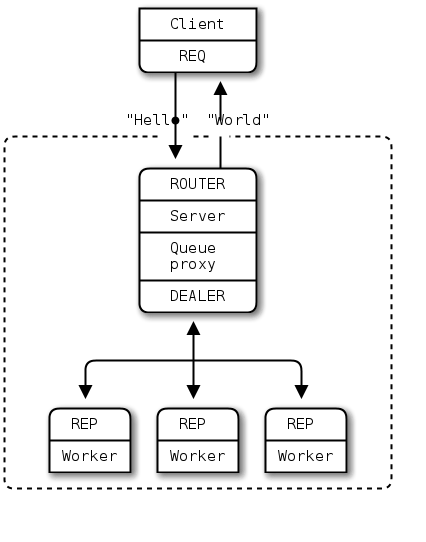 Client
REQ
"Hello" "World"
ROUTER
Server
Queue
proxy
DEALER
REP REP REP
Worker Worker Worker